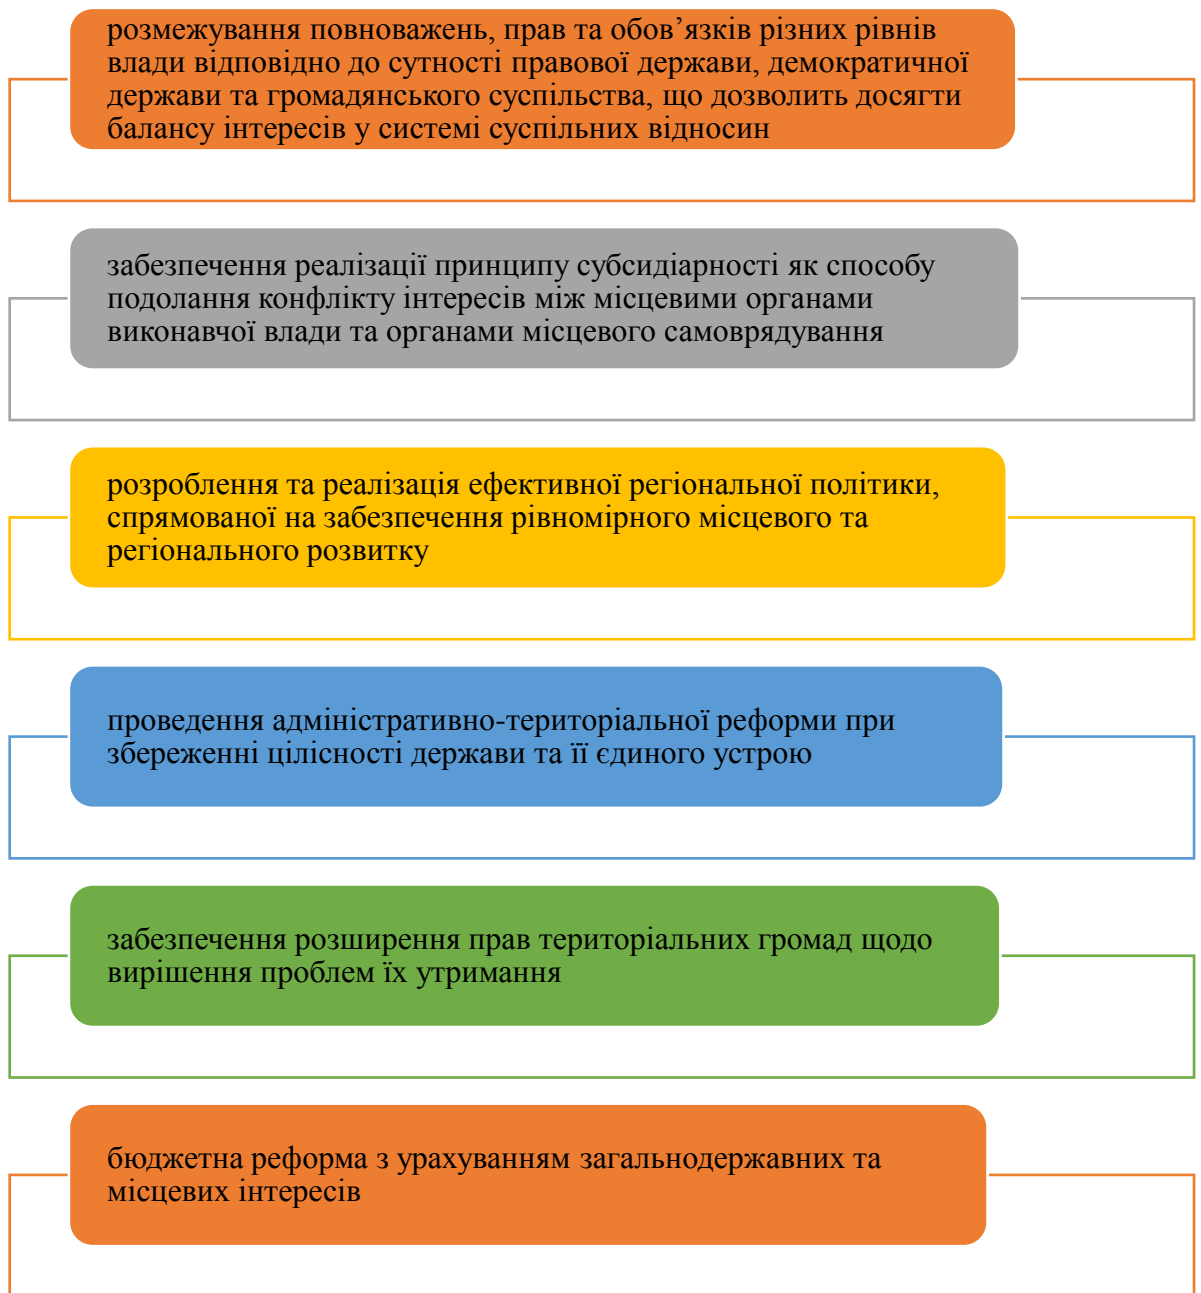 розмежування повноважень, прав та обов’язків різних рівнів
влади відповідно до сутності правової держави, демократичної
держави та громадянського суспільства, що дозволить досягти
балансу інтересів у системі суспільних відносин
забезпечення реалізації принципу субсидіарності як способу
подолання конфлікту інтересів між місцевими органами
виконавчої влади та органами місцевого самоврядування
розроблення та реалізація ефективної регіональної політики,
спрямованої на забезпечення рівномірного місцевого та
регіонального розвитку
проведення адміністративно-територіальної реформи при
збереженні цілісності держави та її єдиного устрою
забезпечення розширення прав територіальних громад щодо
вирішення проблем їх утримання
бюджетна реформа з урахуванням загальнодержавних та
місцевих інтересів